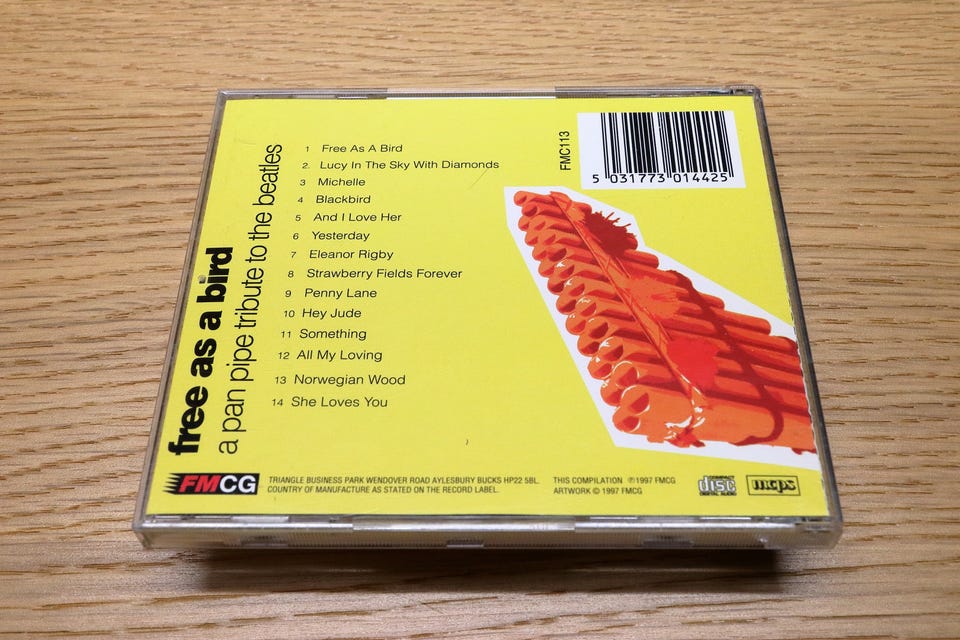 free as a bird
a pan pipe tribute to the beatles
1 Free As A Bird
2. Lucy In The Sky With Diamonds
3 Michelle
4 Blackbird
5 And I Love Her
6 Yesterday
7 Eleanor Rigby
8 Strawberry Fields Forever
9 Penny Lane
10 Hey Jude
11 Something
12 All My Loving
13 Norwegian Wood
14 She Loves You
FMC113
5 031773 014425
FMCG
TRIANGLE BUSINESS PARK WENDOVER ROAD AYLESBURY BUCKS HP22 5BL.
COUNTRY OF MANUFACTURE AS STATED ON THE RECORD LABEL.
THIS COMPILATION ℗1997 FMCG
ARTWORK © 1997 FMCG
COMPACT
disc
DIGITAL AUDIO
mcps